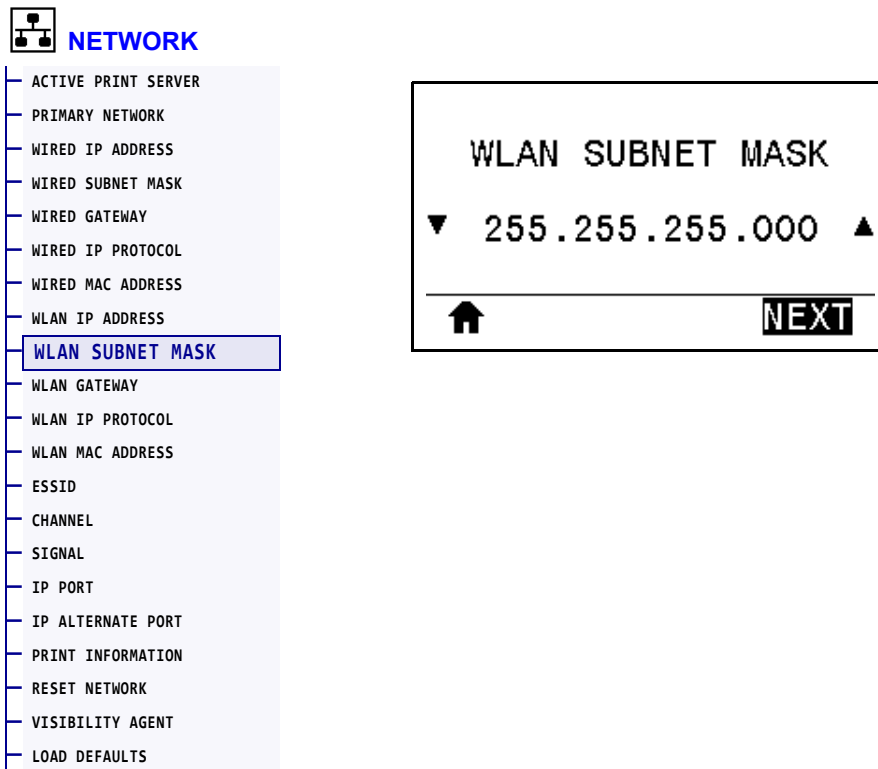 NETWORK
ACTIVE PRINT SERVER
PRIMARY NETWORK
WIRED IP ADDRESS
WIRED SUBNET MASK
WIRED GATEWAY
WIRED IP PROTOCOL
WIRED MAC ADDRESS
WLAN IP ADDRESS
WLAN SUBNET MASK
WLAN GATEWAY
WLAN IP PROTOCOL
WLAN MAC ADDRESS
ESSID
CHANNEL
SIGNAL
IP PORT
IP ALTERNATE PORT
PRINT INFORMATION
RESET NETWORK
VISIBILITY AGENT
LOAD DEFAULTS
WLAN SUBNET MASK
▼ 255.255.255.000 ▲
NEXT